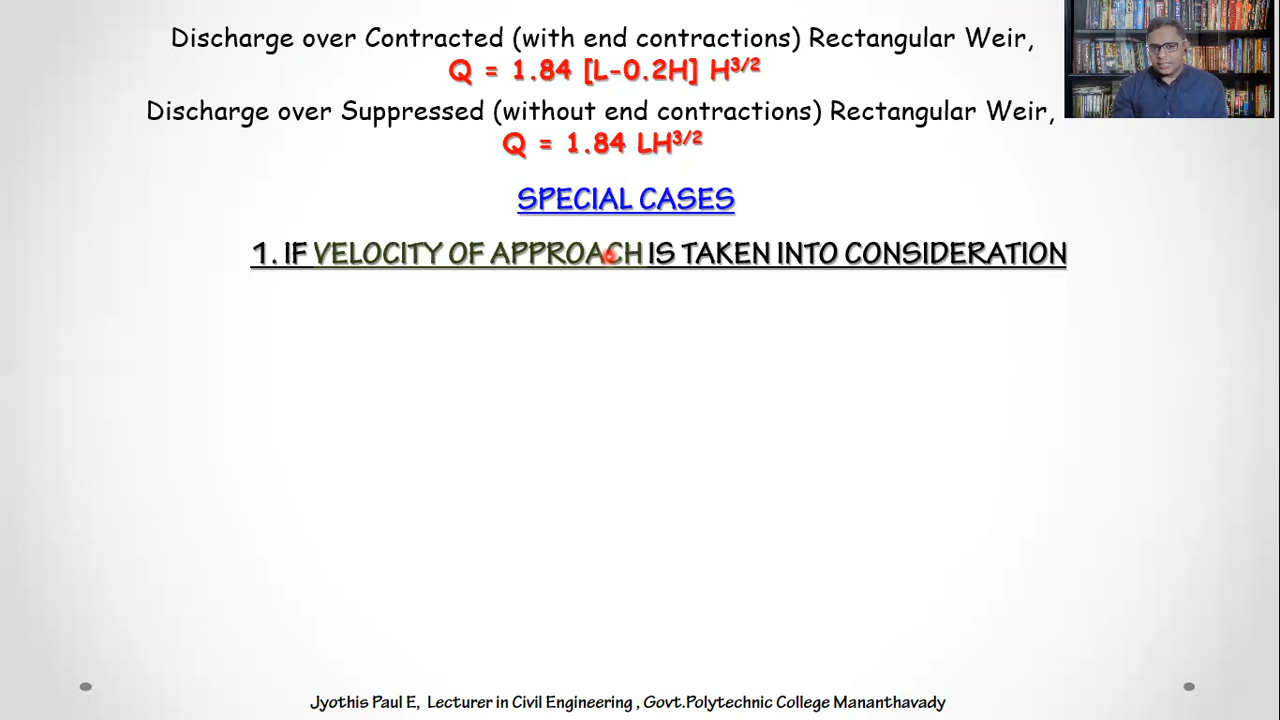 Discharge over Contracted (with end contractions) Rectangular Weir,
Q = 1.84 [L-0.2H] H³/²
Discharge over Suppressed (without end contractions) Rectangular Weir,
Q = 1.84 LH³/²
SPECIAL CASES
1. IF VELOCITY OF APPROACH IS TAKEN INTO CONSIDERATION
Jyothis Paul E, Lecturer in Civil Engineering , Govt.Polytechnic College Mananthavady